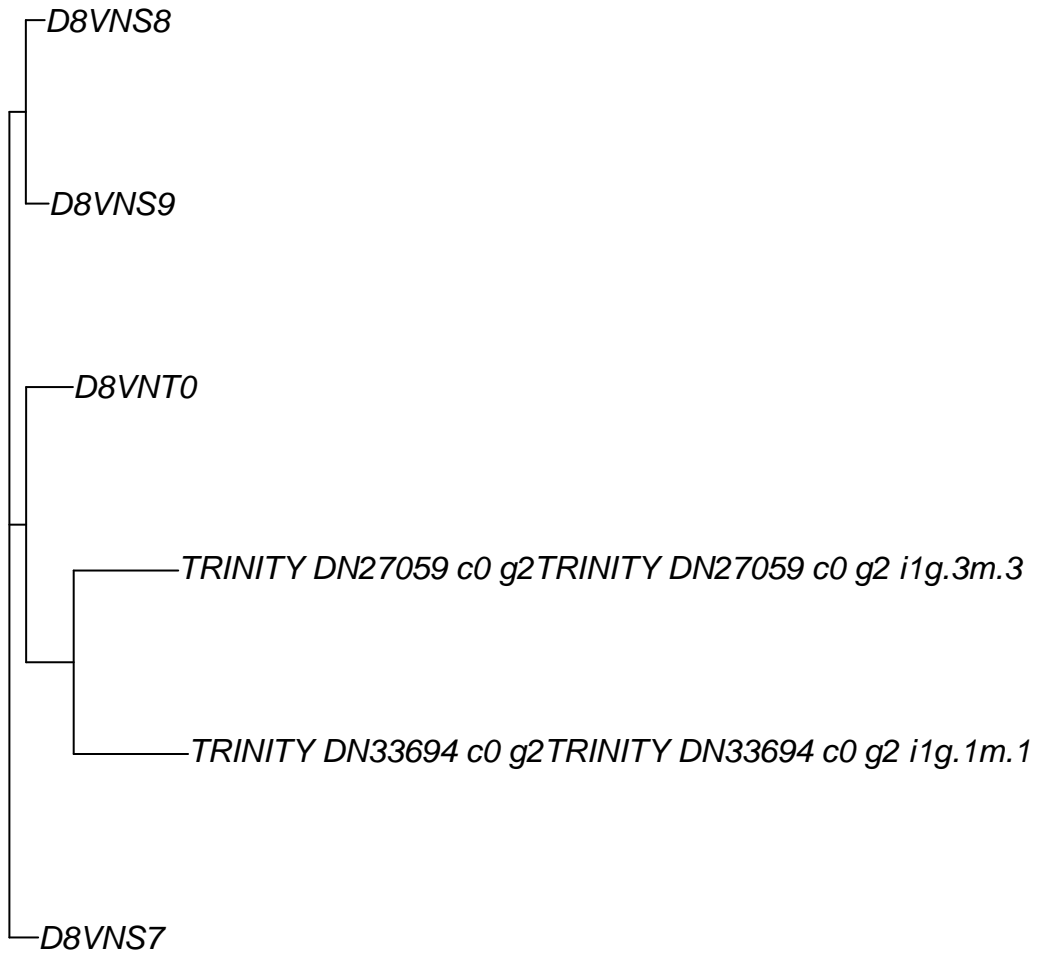 D8VNS8
D8VNS9
D8VNT0
TRINITY DN27059 c0 g2TRINITY DN27059 c0 g2 i1g.3m.3
TRINITY DN33694 c0 g2TRINITY DN33694 c0 g2 i1g.1m.1
D8VNS7